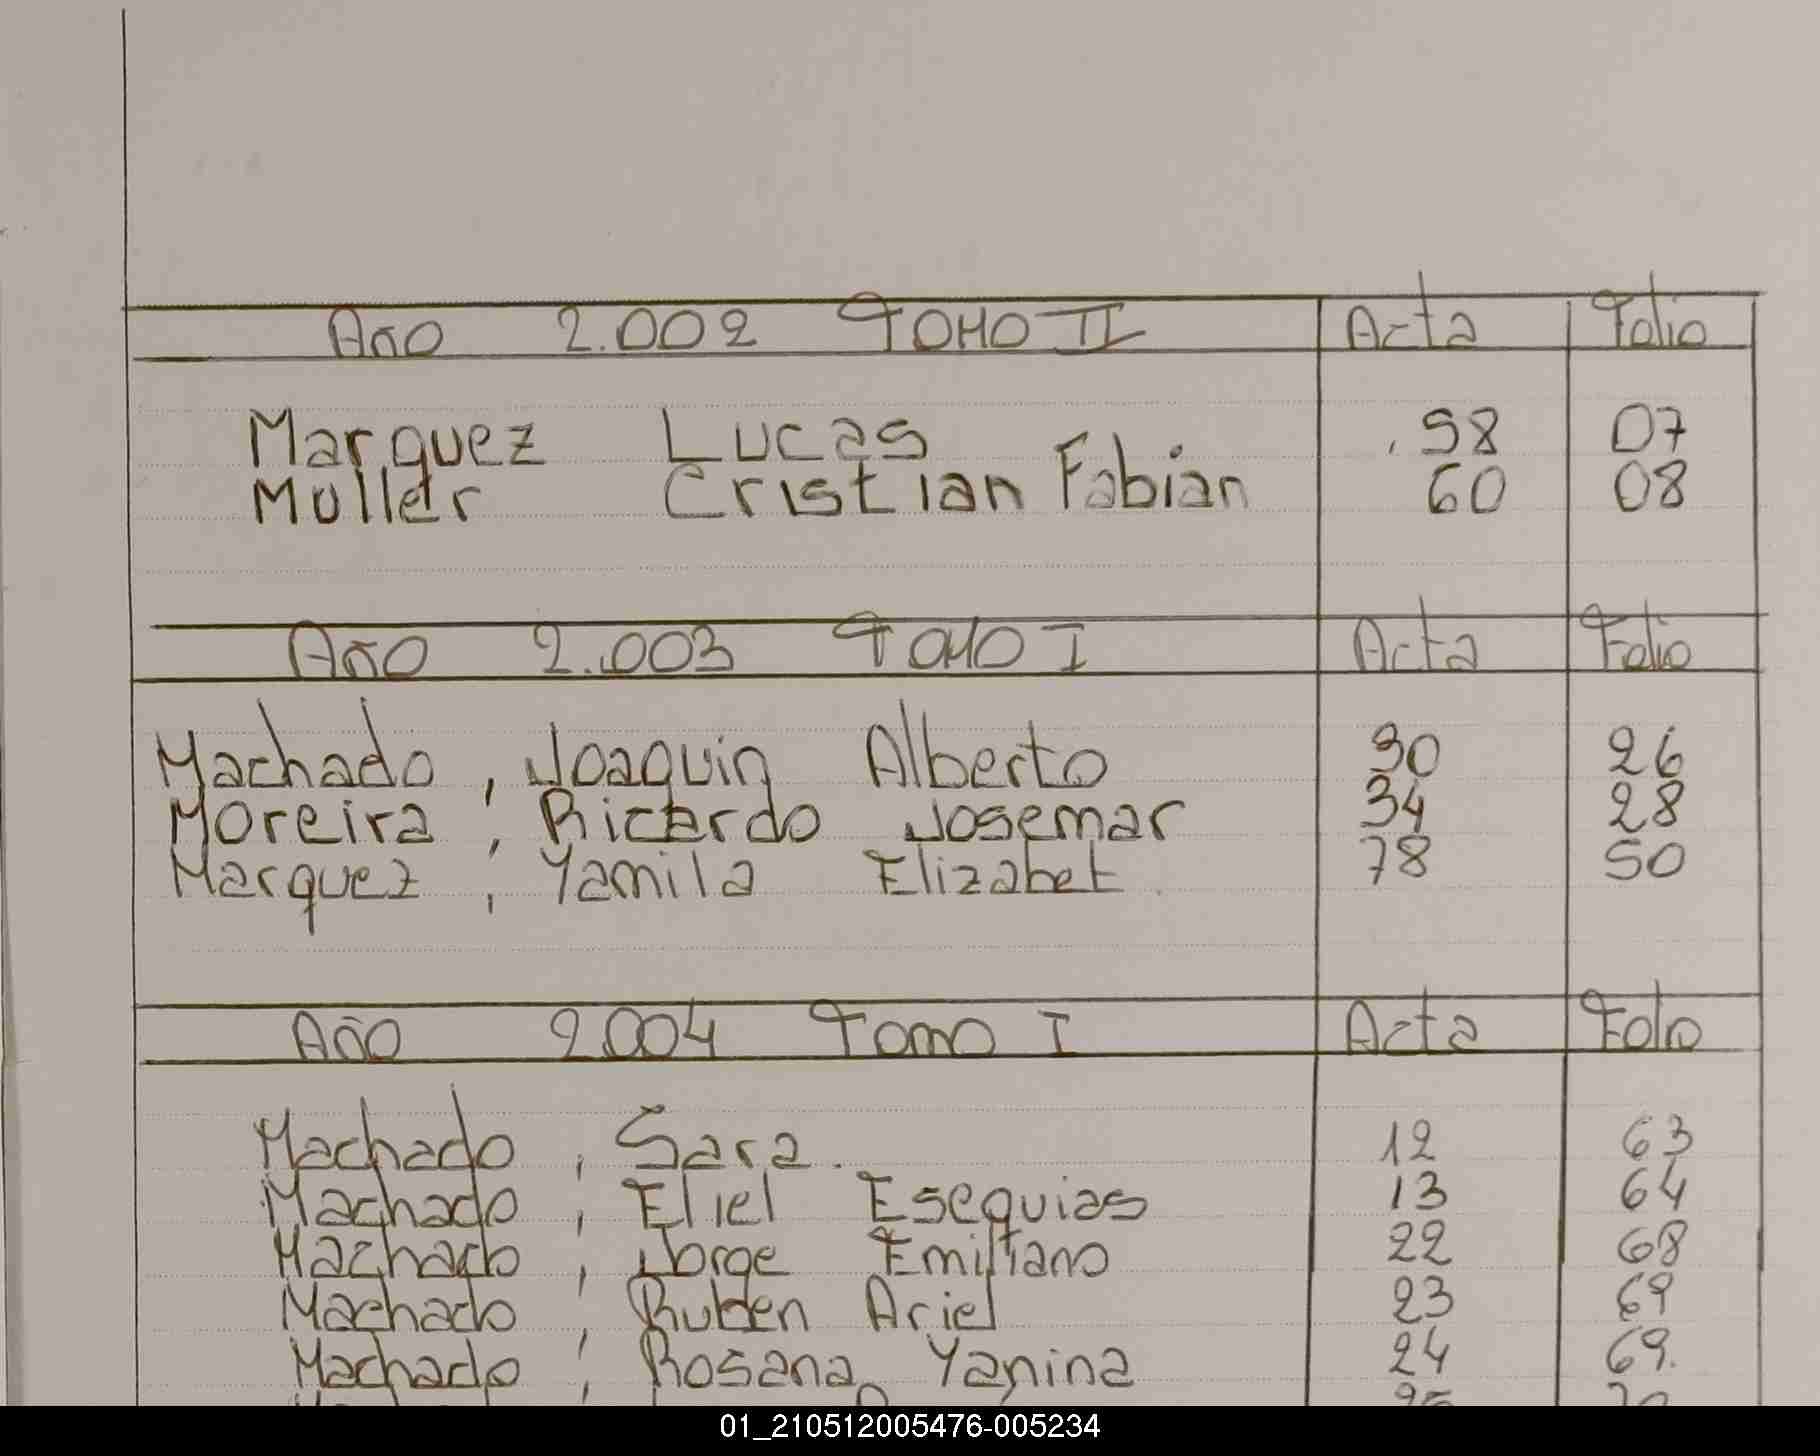 Año 2.002 TOMO II Acta Folio
Marquez Lucas 58 07
Muller Cristian Fabian 60 08
Año 2.003 TOMO I Acta Folio
Machado, Joaquin Alberto 30 26
Moreira, Ricardo Josemar 34 28
Marquez, Yamila Elizabet. 78 50
Año 2004 Tomo I Acta Folio
Machado, Sara. 12 63
Machado, Eliel Esequias 13 64
Machado, Jorge Emiliano 22 68
Machado, Ruben Ariel 23 69
Machado, Rosana Yanina 24 69.
01_210512005476-005234